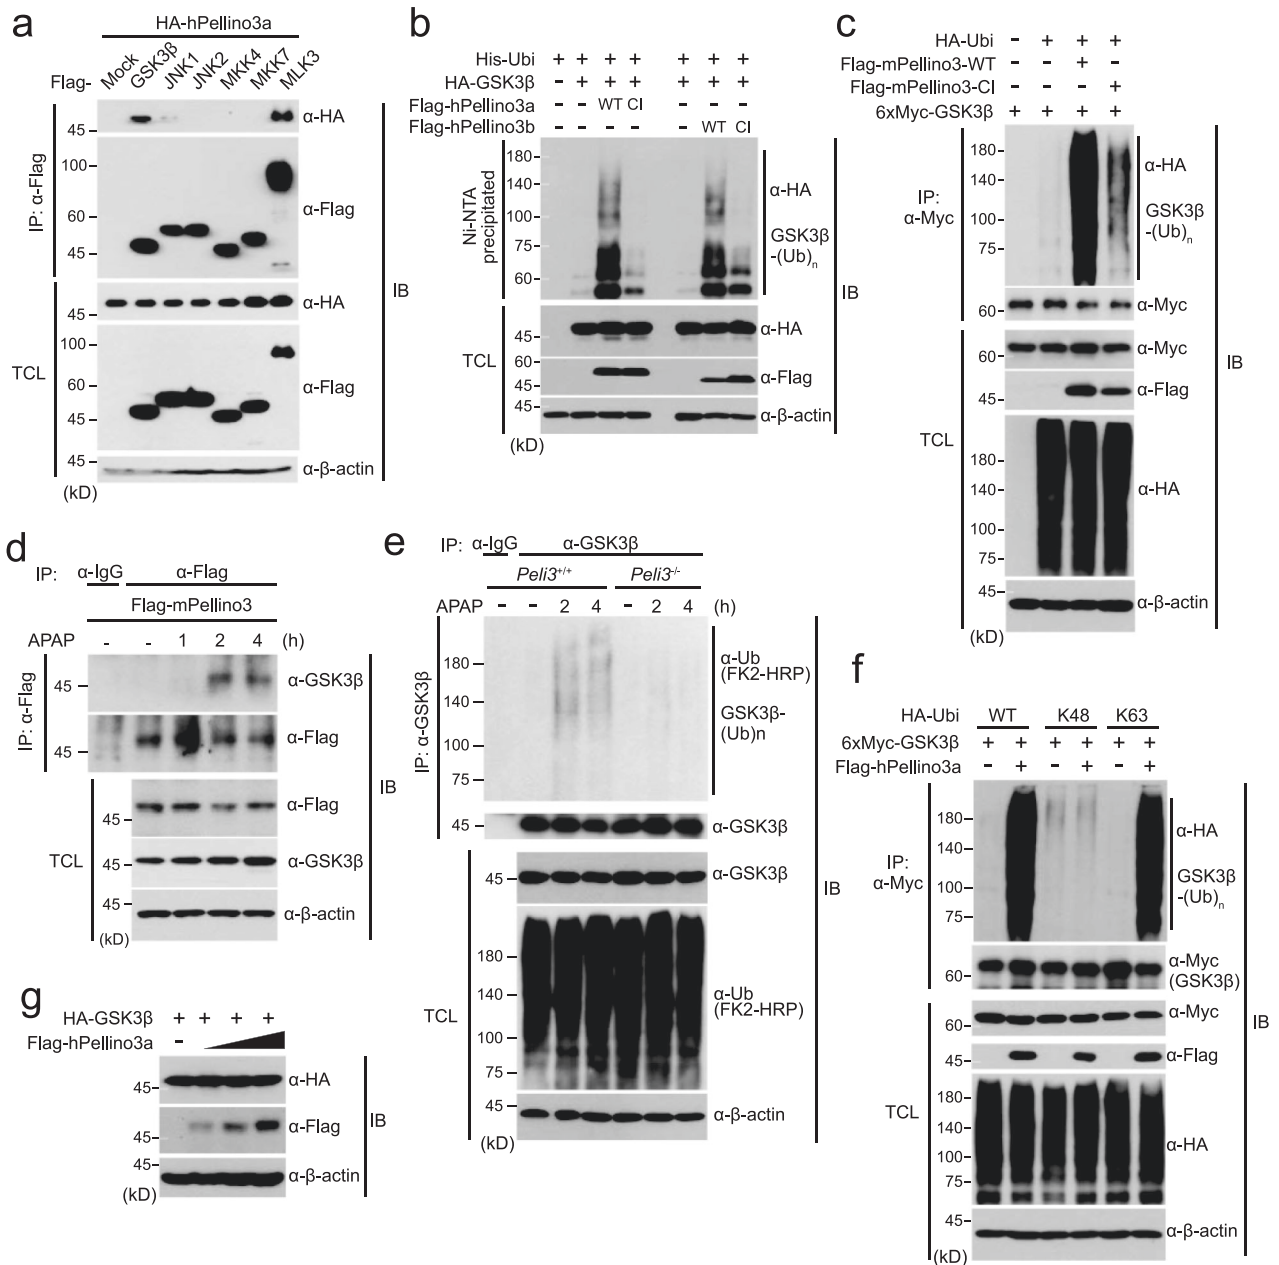 a
HA-hPellino3a
Flag- Mock GSK3β JNK1 JNK2 MKK4 MKK7 MLK3
IP: α-Flag
45
α-HA
100
60
45
α-Flag
TCL
45
α-HA
100
60
45
α-Flag
45
α-β-actin
(kD)
IB
b
His-Ubi + + + + + + +
HA-GSK3β - + + + + + +
Flag-hPellino3a - - WT CI - - -
Flag-hPellino3b - - - - - WT CI
Ni-NTA
precipitated
180
140
100
75
60
α-HA
GSK3β
-(Ub)n
TCL
45
α-HA
60
45
α-Flag
45
α-β-actin
(kD)
IB
c
HA-Ubi - + + +
Flag-mPellino3-WT - - + -
Flag-mPellino3-CI - - - +
6xMyc-GSK3β + + + +
IP:
α-Myc
180
140
100
75
α-HA
GSK3β
-(Ub)n
60
α-Myc
TCL
60
α-Myc
45
α-Flag
180
140
100
75
α-HA
45
α-β-actin
(kD)
IB
d
IP: α-IgG α-Flag
Flag-mPellino3
APAP - - 1 2 4 (h)
IP: α-Flag
45
α-GSK3β
45
α-Flag
TCL
45
α-Flag
45
α-GSK3β
45
α-β-actin
(kD)
IB
e
IP: α-IgG α-GSK3β
Peli3+/+ Peli3-/-
APAP - - 2 4 - 2 4 (h)
IP: α-GSK3β
180
140
100
75
α-Ub
(FK2-HRP)
GSK3β-
(Ub)n
45
α-GSK3β
TCL
45
α-GSK3β
180
140
100
75
α-Ub
(FK2-HRP)
45
α-β-actin
(kD)
IB
f
HA-Ubi WT K48 K63
6xMyc-GSK3β + + + + + +
Flag-hPellino3a - + - + - +
IP:
α-Myc
180
140
100
75
α-HA
GSK3β
-(Ub)n
60
α-Myc
(GSK3β)
TCL
60
α-Myc
45
α-Flag
180
140
100
75
α-HA
45
α-β-actin
(kD)
IB
g
HA-GSK3β + + + +
Flag-hPellino3a -
45
α-HA
45
α-Flag
45
α-β-actin
(kD)
IB